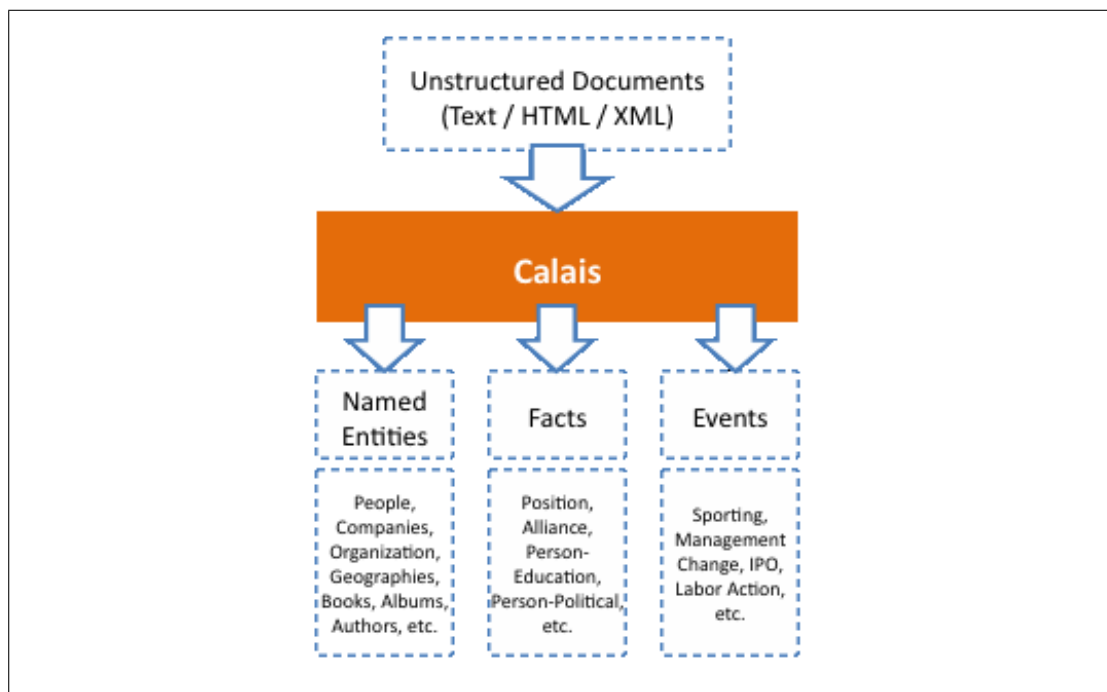 Unstructured Documents
(Text / HTML / XML)
Calais
Named
Entities
Facts
Events
People,
Companies,
Organization,
Geographies,
Books, Albums,
Authors, etc.
Position,
Alliance,
Person-
Education,
Person-Political,
etc.
Sporting,
Management
Change, IPO,
Labor Action,
etc.